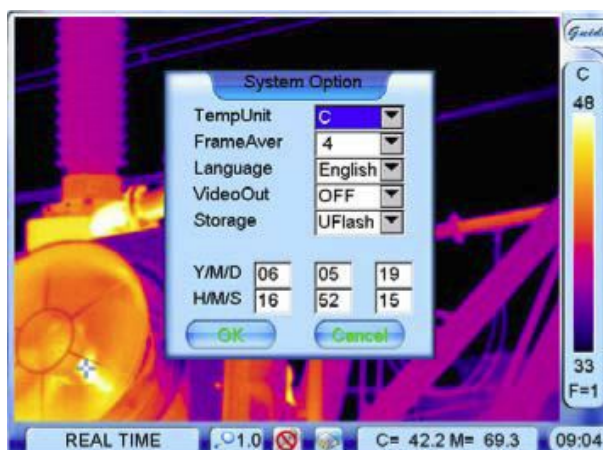 Guide
C
48
System Option
TempUnit C
FrameAver 4
Language English
VideoOut OFF
Storage UFlash
Y/M/D 06 05 19
H/M/S 16 52 15
OK Cancel
33
F=1
REAL TIME 1.0 C= 42.2 M= 69.3 09:04